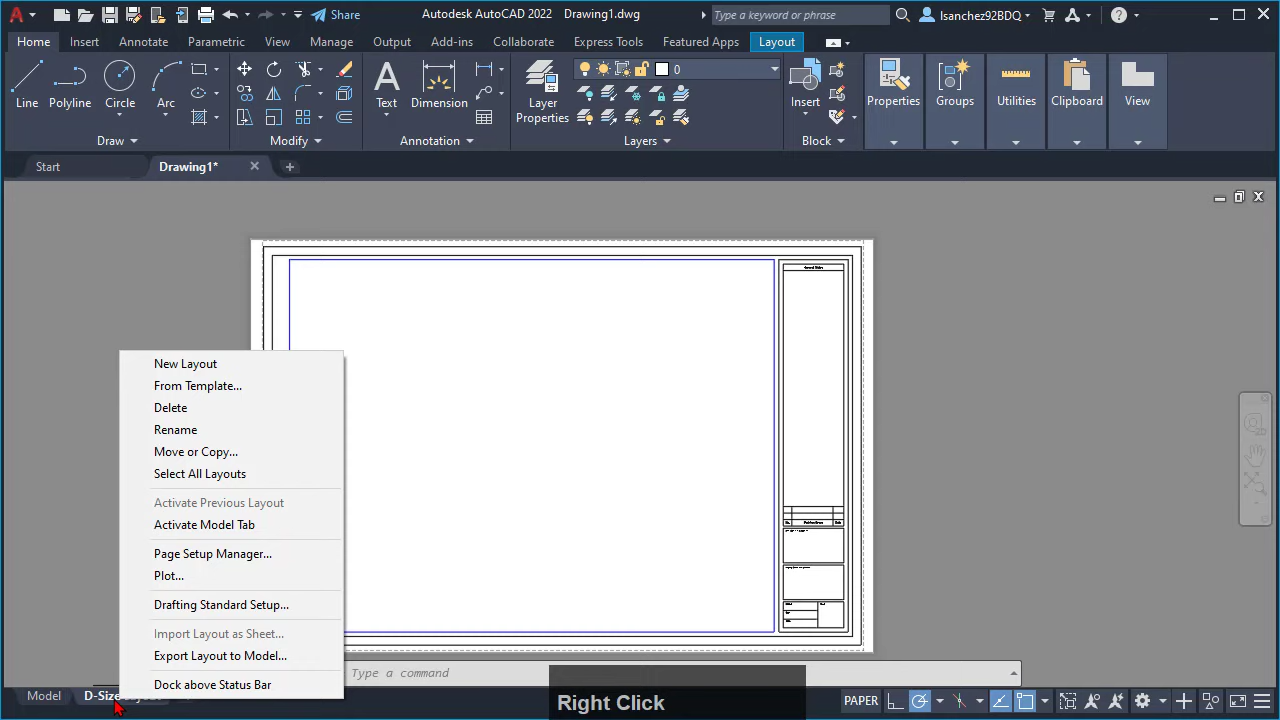 Share
Autodesk AutoCAD 2022 Drawing1.dwg
Type a keyword or phrase
lsanchez92BDQ
Home Insert Annotate Parametric View Manage Output Add-ins Collaborate Express Tools Featured Apps Layout
0
Line Polyline Circle Arc
Text Dimension
Layer
Properties
Insert
Properties Groups Utilities Clipboard View
Draw Modify Annotation Layers Block
Start Drawing1*
General Notes
New Layout
From Template...
Delete
Rename
Move or Copy...
Select All Layouts
Activate Previous Layout
Activate Model Tab
Page Setup Manager...
Plot...
Drafting Standard Setup...
Import Layout as Sheet...
Export Layout to Model...
Dock above Status Bar
Type a command
Right Click
Model D-Size
PAPER